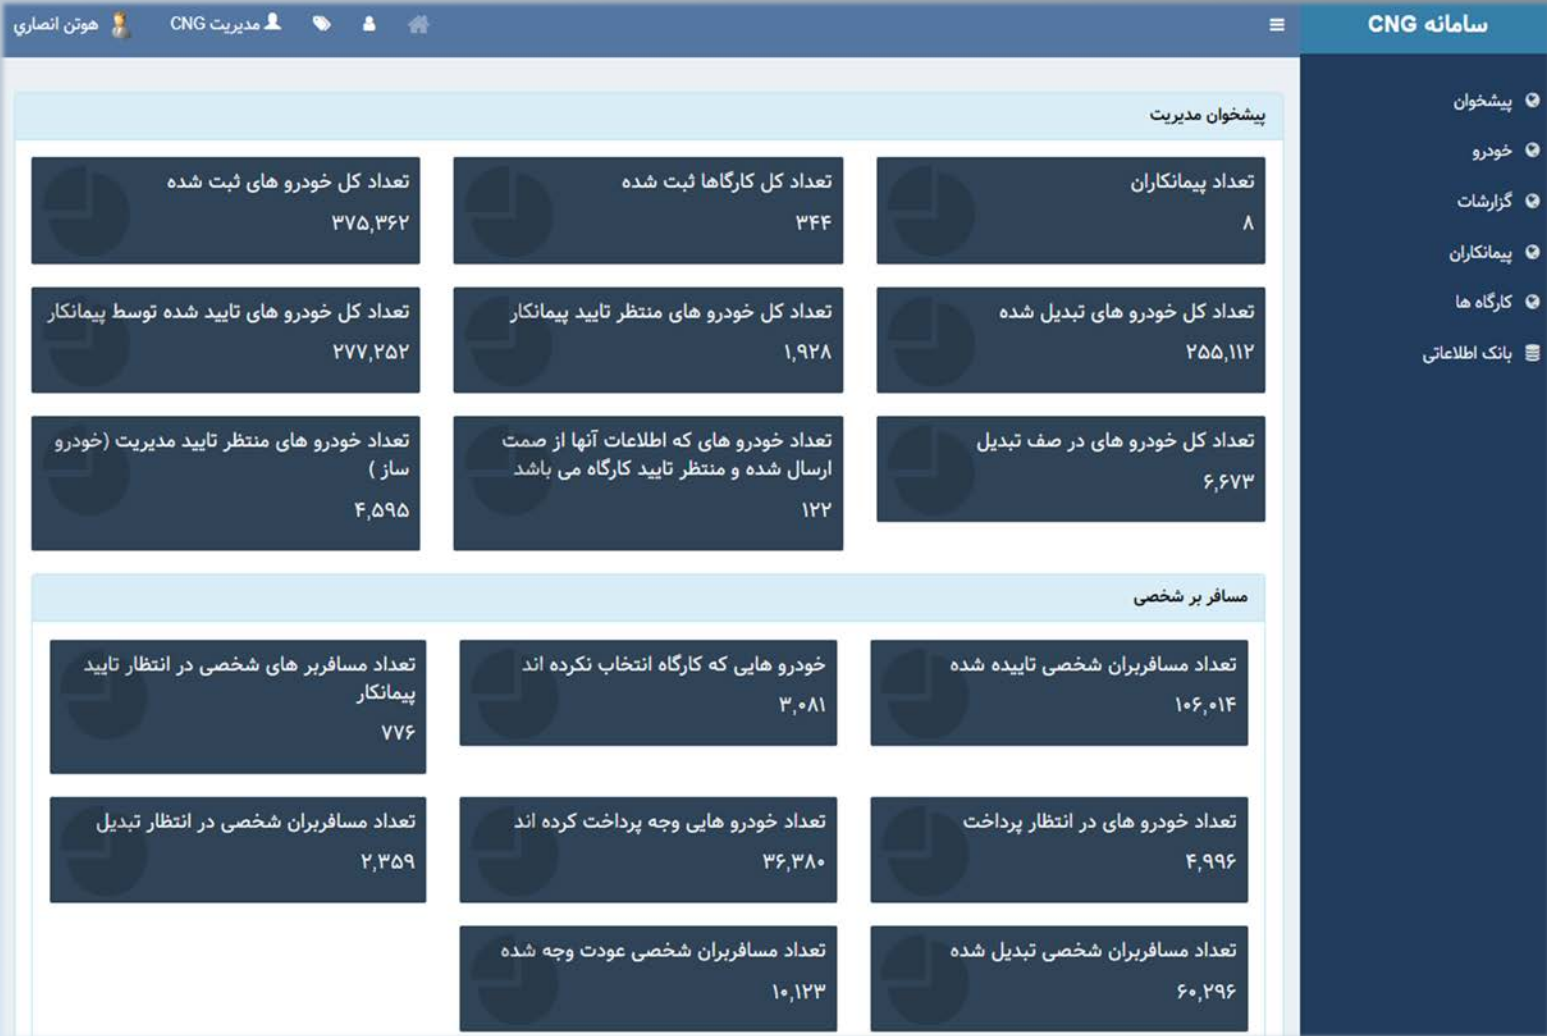 سامانه CNG
مدیریت CNG
هوتن انصاري
پیشخوان
خودرو
گزارشات
پیمانکاران
کارگاه ها
بانک اطلاعاتی
پیشخوان مدیریت
تعداد پیمانکاران
۸
تعداد کل کارگاها ثبت شده
۳۴۴
تعداد کل خودرو های ثبت شده
۳۷۵,۳۶۲
تعداد کل خودرو های تبدیل شده
۲۵۵,۱۱۲
تعداد کل خودرو های منتظر تایید پیمانکار
۱,۹۲۸
تعداد کل خودرو های تایید شده توسط پیمانکار
۲۷۷,۲۵۲
تعداد کل خودرو های در صف تبدیل
۶,۶۷۳
تعداد خودرو های که اطلاعات آنها از صمت
ارسال شده و منتظر تایید کارگاه می باشد
۱۲۲
تعداد خودرو های منتظر تایید مدیریت (خودرو
ساز )
۴,۵۹۵
مسافر بر شخصی
تعداد مسافربران شخصی تاییده شده
۱۰۶,۰۱۴
خودرو هایی که کارگاه انتخاب نکرده اند
۳,۰۸۱
تعداد مسافربر های شخصی در انتظار تایید
پیمانکار
۷۷۶
تعداد خودرو های در انتظار پرداخت
۴,۹۹۶
تعداد خودرو هایی وجه پرداخت کرده اند
۳۶,۳۸۰
تعداد مسافربران شخصی در انتظار تبدیل
۲,۳۵۹
تعداد مسافربران شخصی تبدیل شده
۶۰,۲۹۶
تعداد مسافربران شخصی عودت وجه شده
۱۰,۱۲۳